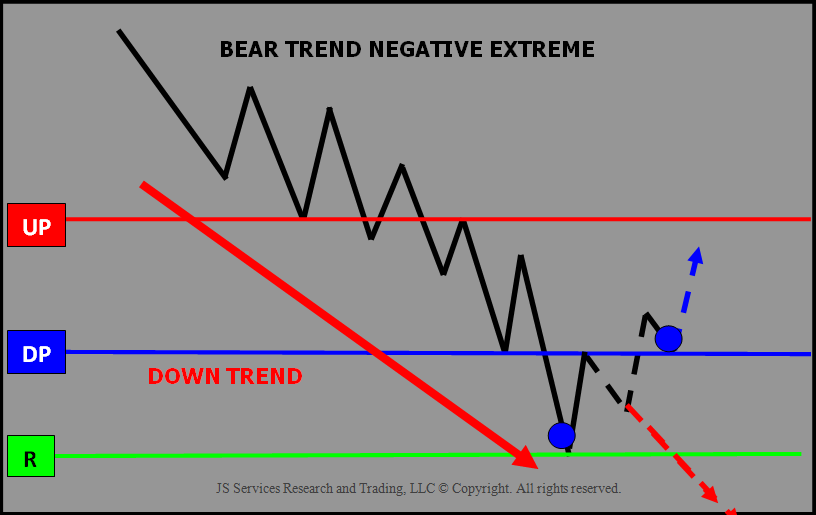 BEAR TREND NEGATIVE EXTREME
UP
DP
DOWN TREND
R
JS Services Research and Trading, LLC © Copyright. All rights reserved.